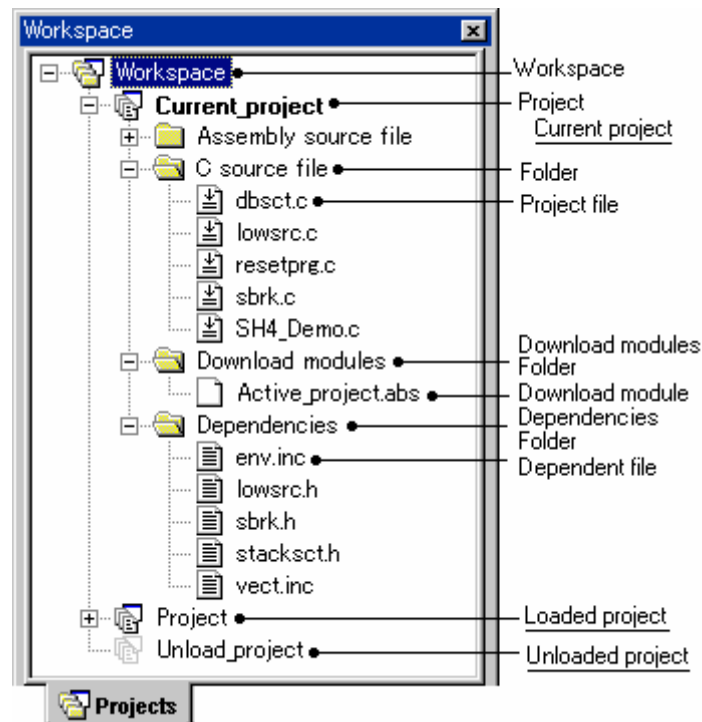 Workspace
Workspace Workspace
Current_project Project
Current project
Assembly source file
C source file Folder
dbsct.c Project file
lowsrc.c
resetprg.c
sbrk.c
SH4_Demo.c
Download modules Download modules
Folder
Active_project.abs Download module
Dependencies Dependencies
Folder
env.inc Dependent file
lowsrc.h
sbrk.h
stacksct.h
vect.inc
Project Loaded project
Unload_project Unloaded project
Projects